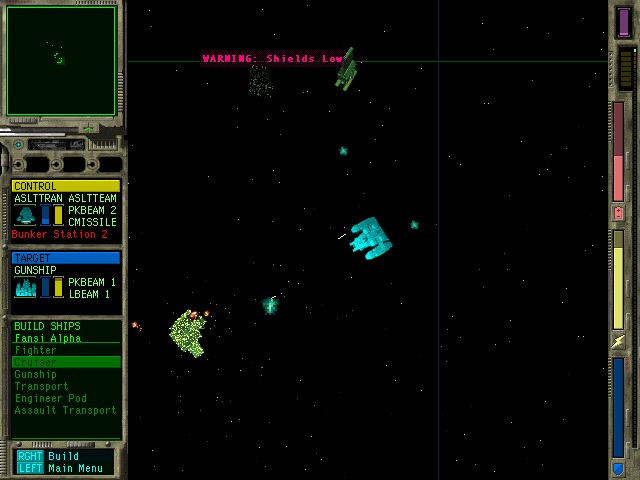 WARNING: Shields Low
CONTROL
ASLTTRAN ASLTTEAM
PKBEAM 2
CMISSILE
Bunker Station 2
TARGET
GUNSHIP
PKBEAM 1
LBEAM 1
BUILD SHIPS
Fansi Alpha
Fighter
Cruiser
Gunship
Transport
Engineer Pod
Assault Transport
RGHT Build
LEFT Main Menu